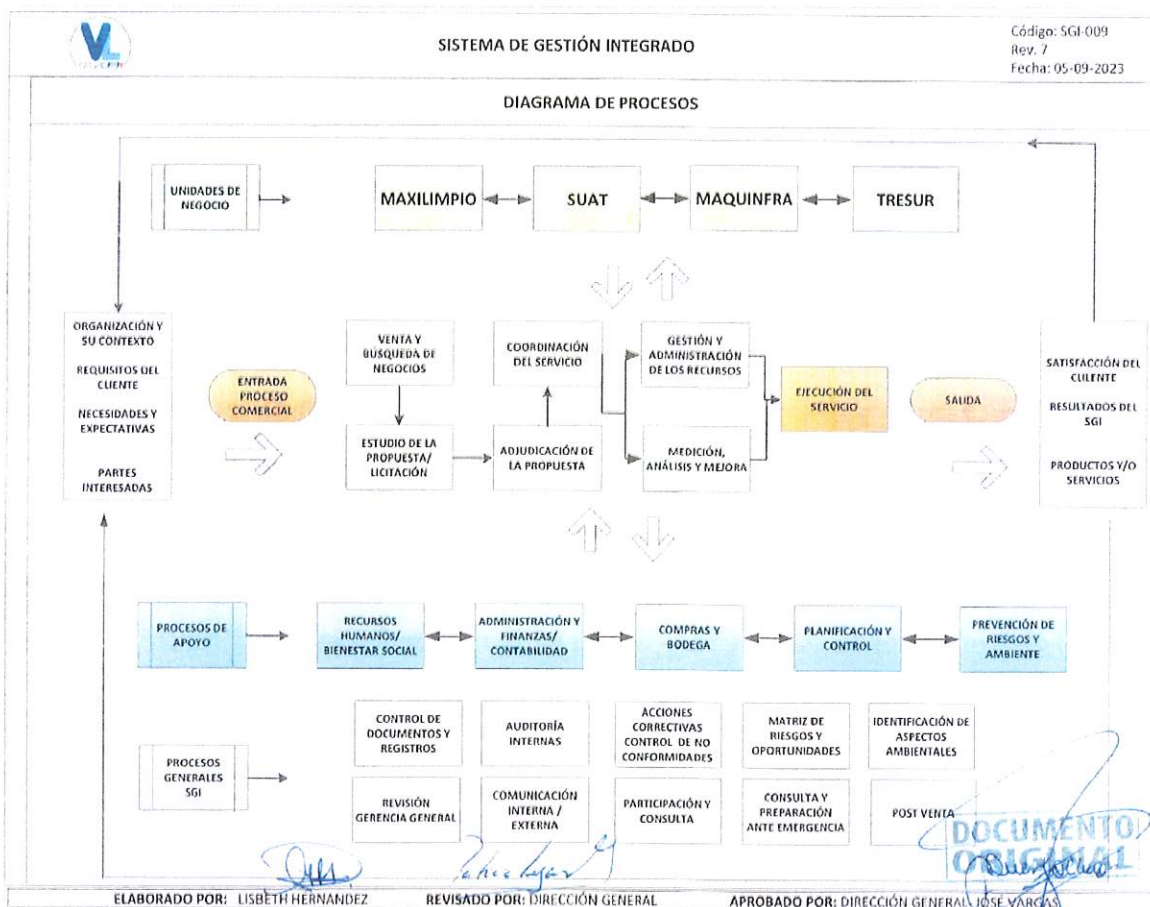 VL
SISTEMA DE GESTIÓN INTEGRADO
Código: SGI-009
Rev. 7
Fecha: 05-09-2023
DIAGRAMA DE PROCESOS
UNIDADES DE
NEGOCIO
MAXILIMPIO
SUAT
MAQUINFRA
TRESUR
ORGANIZACIÓN Y
SU CONTEXTO
REQUISITOS DEL
CLIENTE
NECESIDADES Y
EXPECTATIVAS
PARTES
INTERESADAS
ENTRADA
PROCESO
COMERCIAL
VENTA Y
BÚSQUEDA DE
NEGOCIOS
ESTUDIO DE LA
PROPUESTA/
LICITACIÓN
COORDINACIÓN
DEL SERVICIO
ADJUDICACIÓN DE
LA PROPUESTA
GESTIÓN Y
ADMINISTRACIÓN
DE LOS RECURSOS
MEDICIÓN,
ANÁLISIS Y MEJORA
EJECUCIÓN DEL
SERVICIO
SALIDA
SATISFACCIÓN DEL
CLIENTE
RESULTADOS DEL
SGI
PRODUCTOS Y/O
SERVICIOS
PROCESOS DE
APOYO
RECURSOS
HUMANOS/
BIENESTAR SOCIAL
ADMINISTRACIÓN Y
FINANZAS/
CONTABILIDAD
COMPRAS Y
BODEGA
PLANIFICACIÓN Y
CONTROL
PREVENCIÓN DE
RIESGOS Y
AMBIENTE
PROCESOS
GENERALES
SGI
CONTROL DE
DOCUMENTOS Y
REGISTROS
AUDITORÍA
INTERNAS
ACCIONES
CORRECTIVAS
CONTROL DE NO
CONFORMIDADES
MATRIZ DE
RIESGOS Y
OPORTUNIDADES
IDENTIFICACIÓN DE
ASPECTOS
AMBIENTALES
REVISIÓN
GERENCIA GENERAL
COMUNICACIÓN
INTERNA /
EXTERNA
PARTICIPACIÓN Y
CONSULTA
CONSULTA Y
PREPARACIÓN
ANTE EMERGENCIA
POST VENTA
DOCUMENTO
ORIGINAL
ELABORADO POR: LISBETH HERNANDEZ
REVISADO POR: DIRECCIÓN GENERAL
APROBADO POR: DIRECCIÓN GENERAL JOSÉ VARGAS